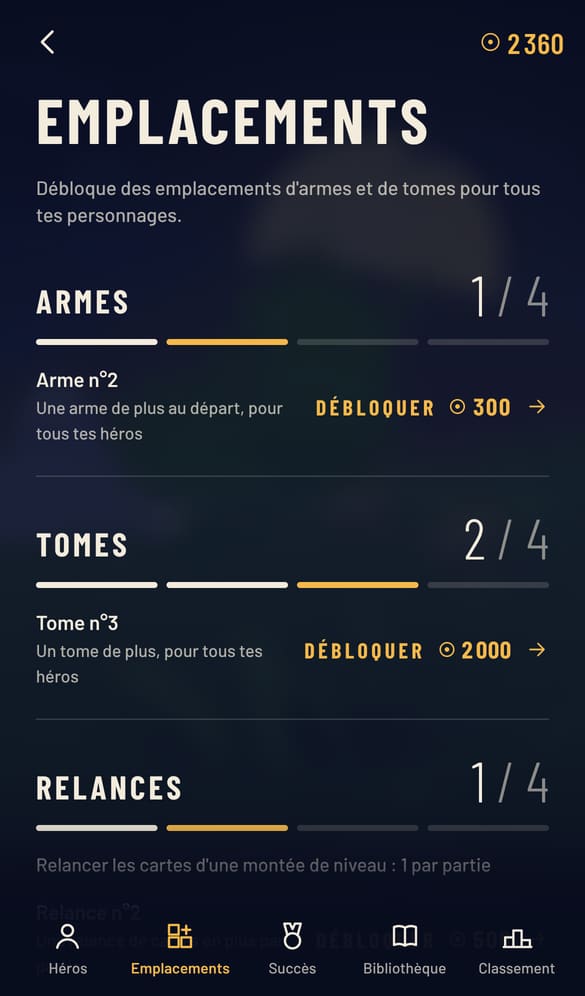 2 360
EMPLACEMENTS
Débloque des emplacements d'armes et de tomes pour tous
tes personnages.
ARMES 1 / 4
Arme n°2
Une arme de plus au départ, pour
tous tes héros
DÉBLOQUER 300 →
TOMES 2 / 4
Tome n°3
Un tome de plus, pour tous tes
héros
DÉBLOQUER 2 000 →
RELANCES 1 / 4
Relancer les cartes d'une montée de niveau : 1 par partie
Relance n°2
Héros Emplacements Succès Bibliothèque Classement